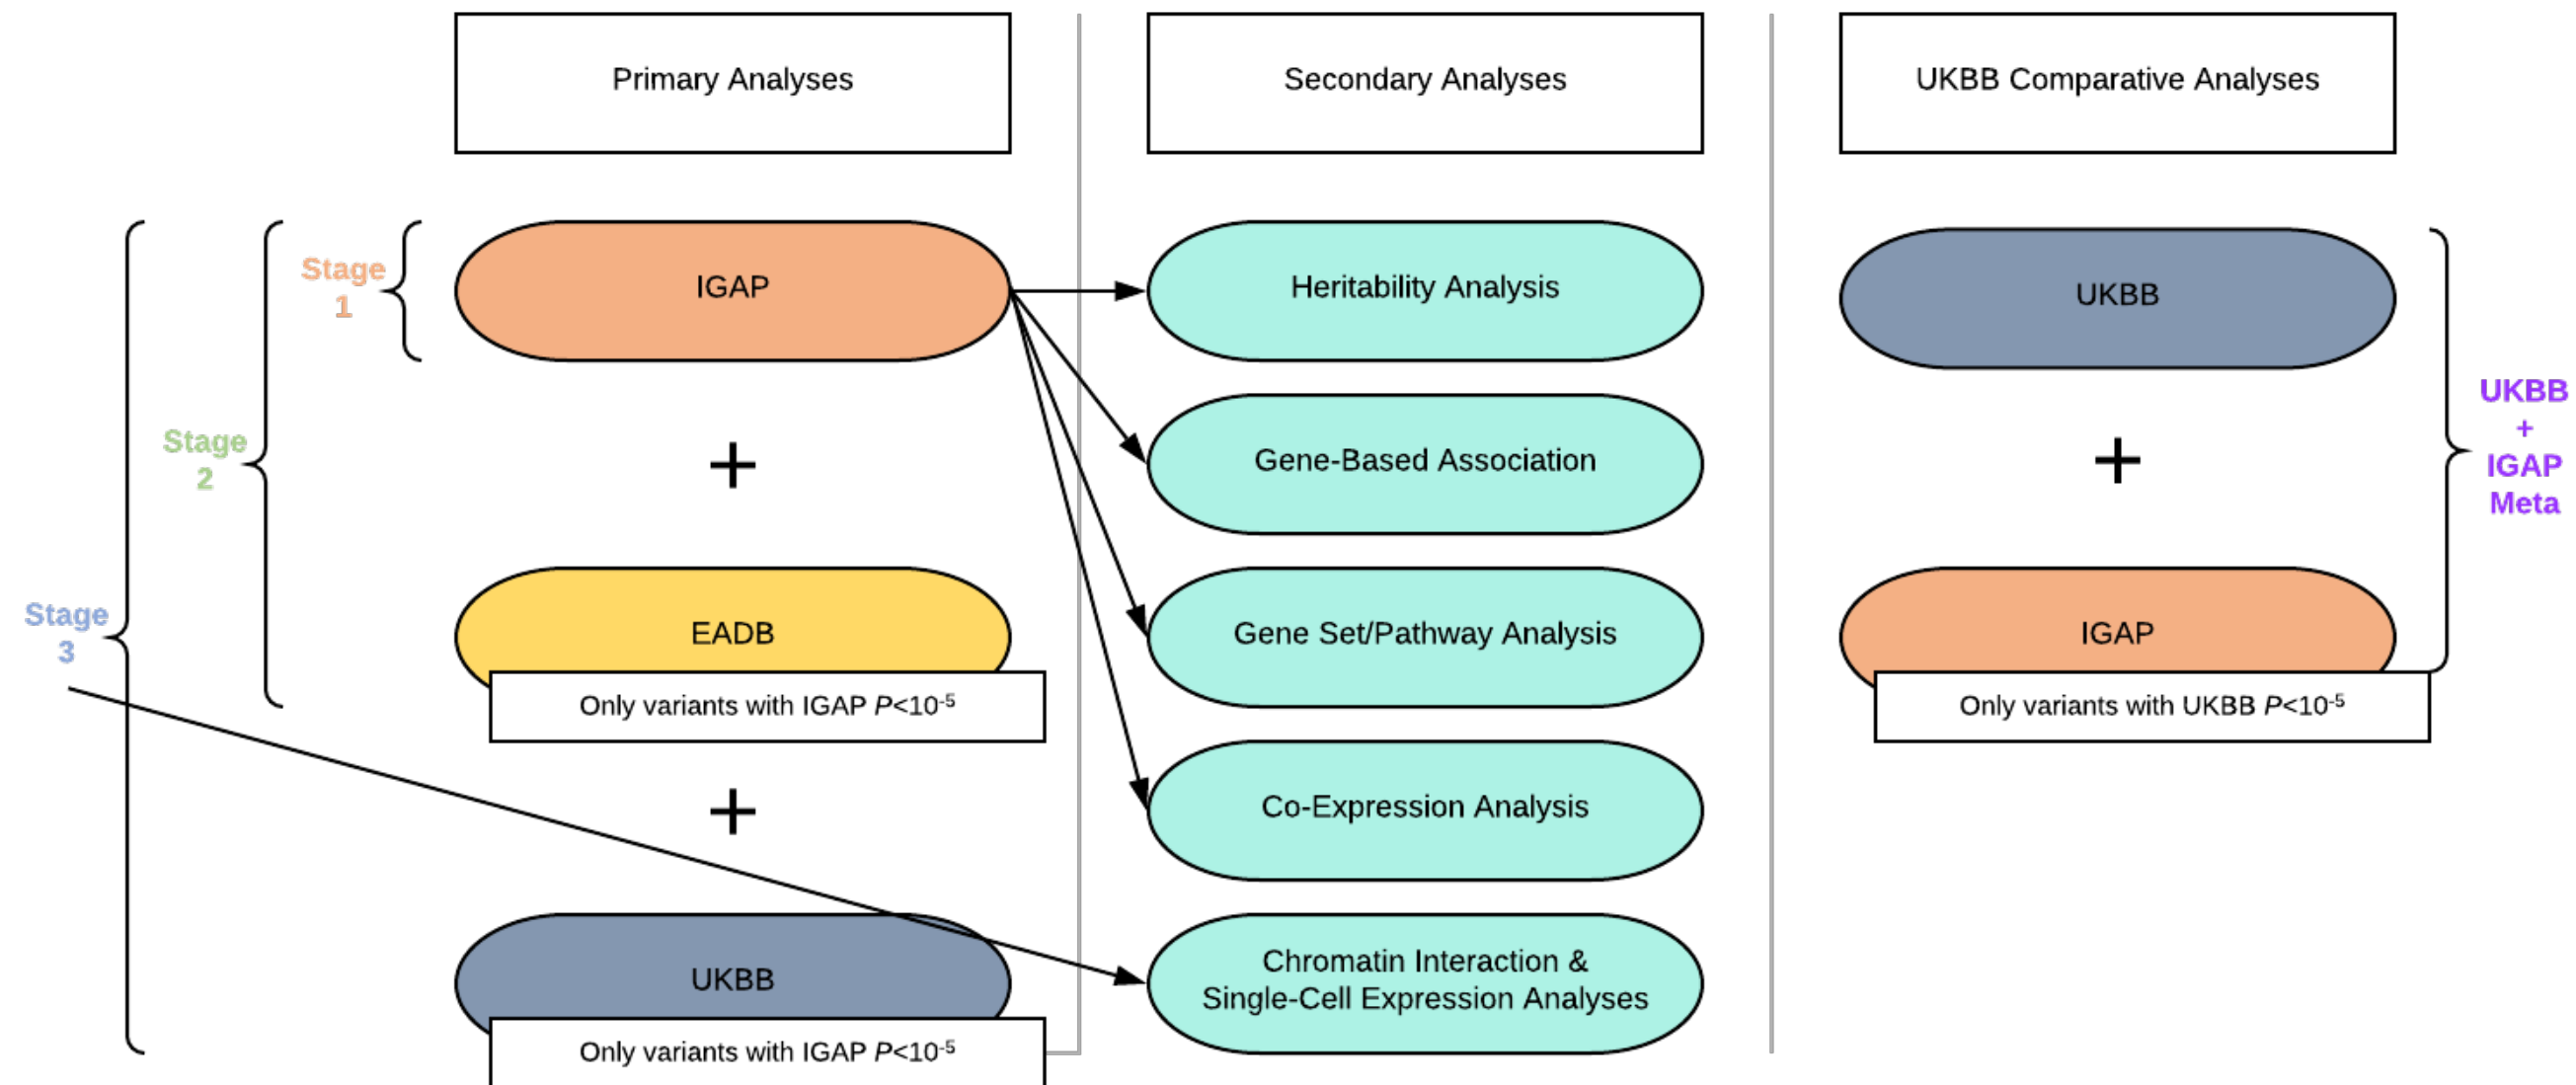 Primary Analyses
Secondary Analyses
UKBB Comparative Analyses
Stage
1
IGAP
Heritability Analysis
UKBB
Stage
2
Gene-Based Association
UKBB
+
IGAP
Meta
+
+
Stage
3
EADB
Only variants with IGAP P<10⁻⁵
Gene Set/Pathway Analysis
IGAP
Only variants with UKBB P<10⁻⁵
+
Co-Expression Analysis
UKBB
Only variants with IGAP P<10⁻⁵
Chromatin Interaction &
Single-Cell Expression Analyses